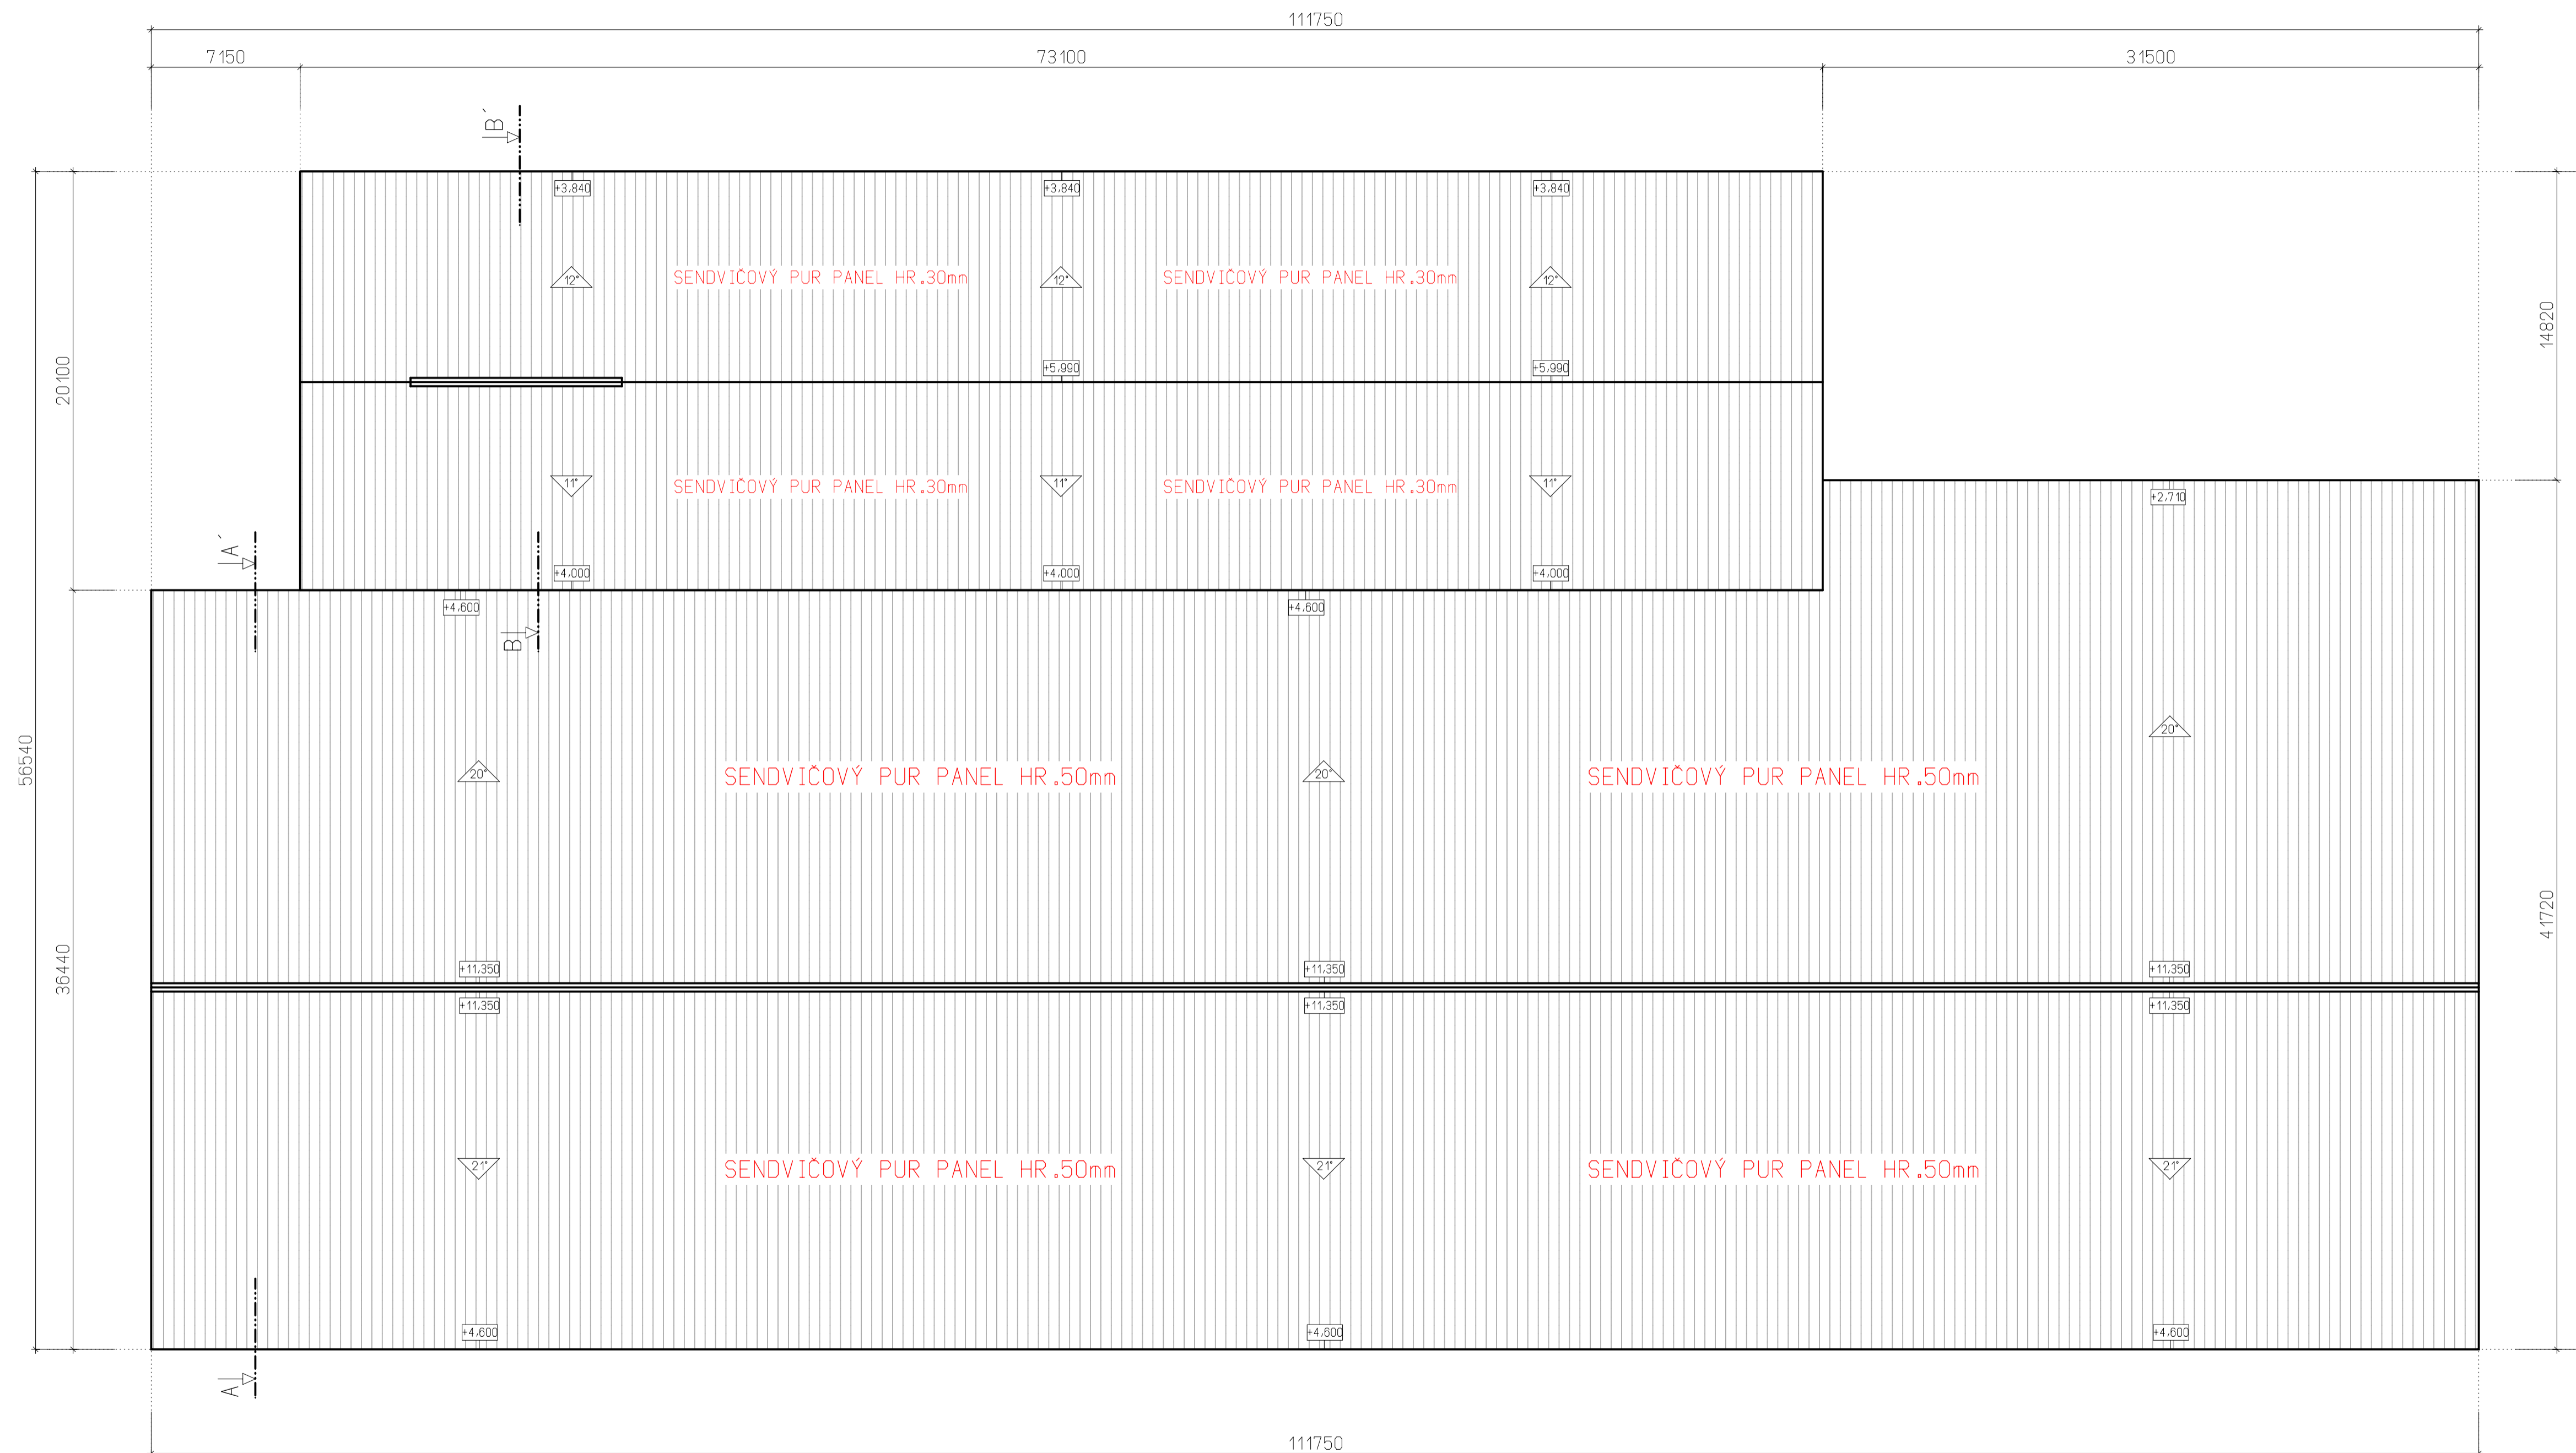 111750
7150 73100 31500
B´
+3,840 +3,840 +3,840
12° SENDVIČOVÝ PUR PANEL HR.30mm 12° SENDVIČOVÝ PUR PANEL HR.30mm 12°
14820
+5,990 +5,990
20100
11° SENDVIČOVÝ PUR PANEL HR.30mm 11° SENDVIČOVÝ PUR PANEL HR.30mm 11°
+2,710
A´
+4,000 +4,000 +4,000
+4,600 +4,600
B
20°
56540
20° SENDVIČOVÝ PUR PANEL HR.50mm 20° SENDVIČOVÝ PUR PANEL HR.50mm
41720
36440
+11,350 +11,350 +11,350
+11,350 +11,350 +11,350
21° SENDVIČOVÝ PUR PANEL HR.50mm 21° SENDVIČOVÝ PUR PANEL HR.50mm 21°
+4,600 +4,600 +4,600
A
111750